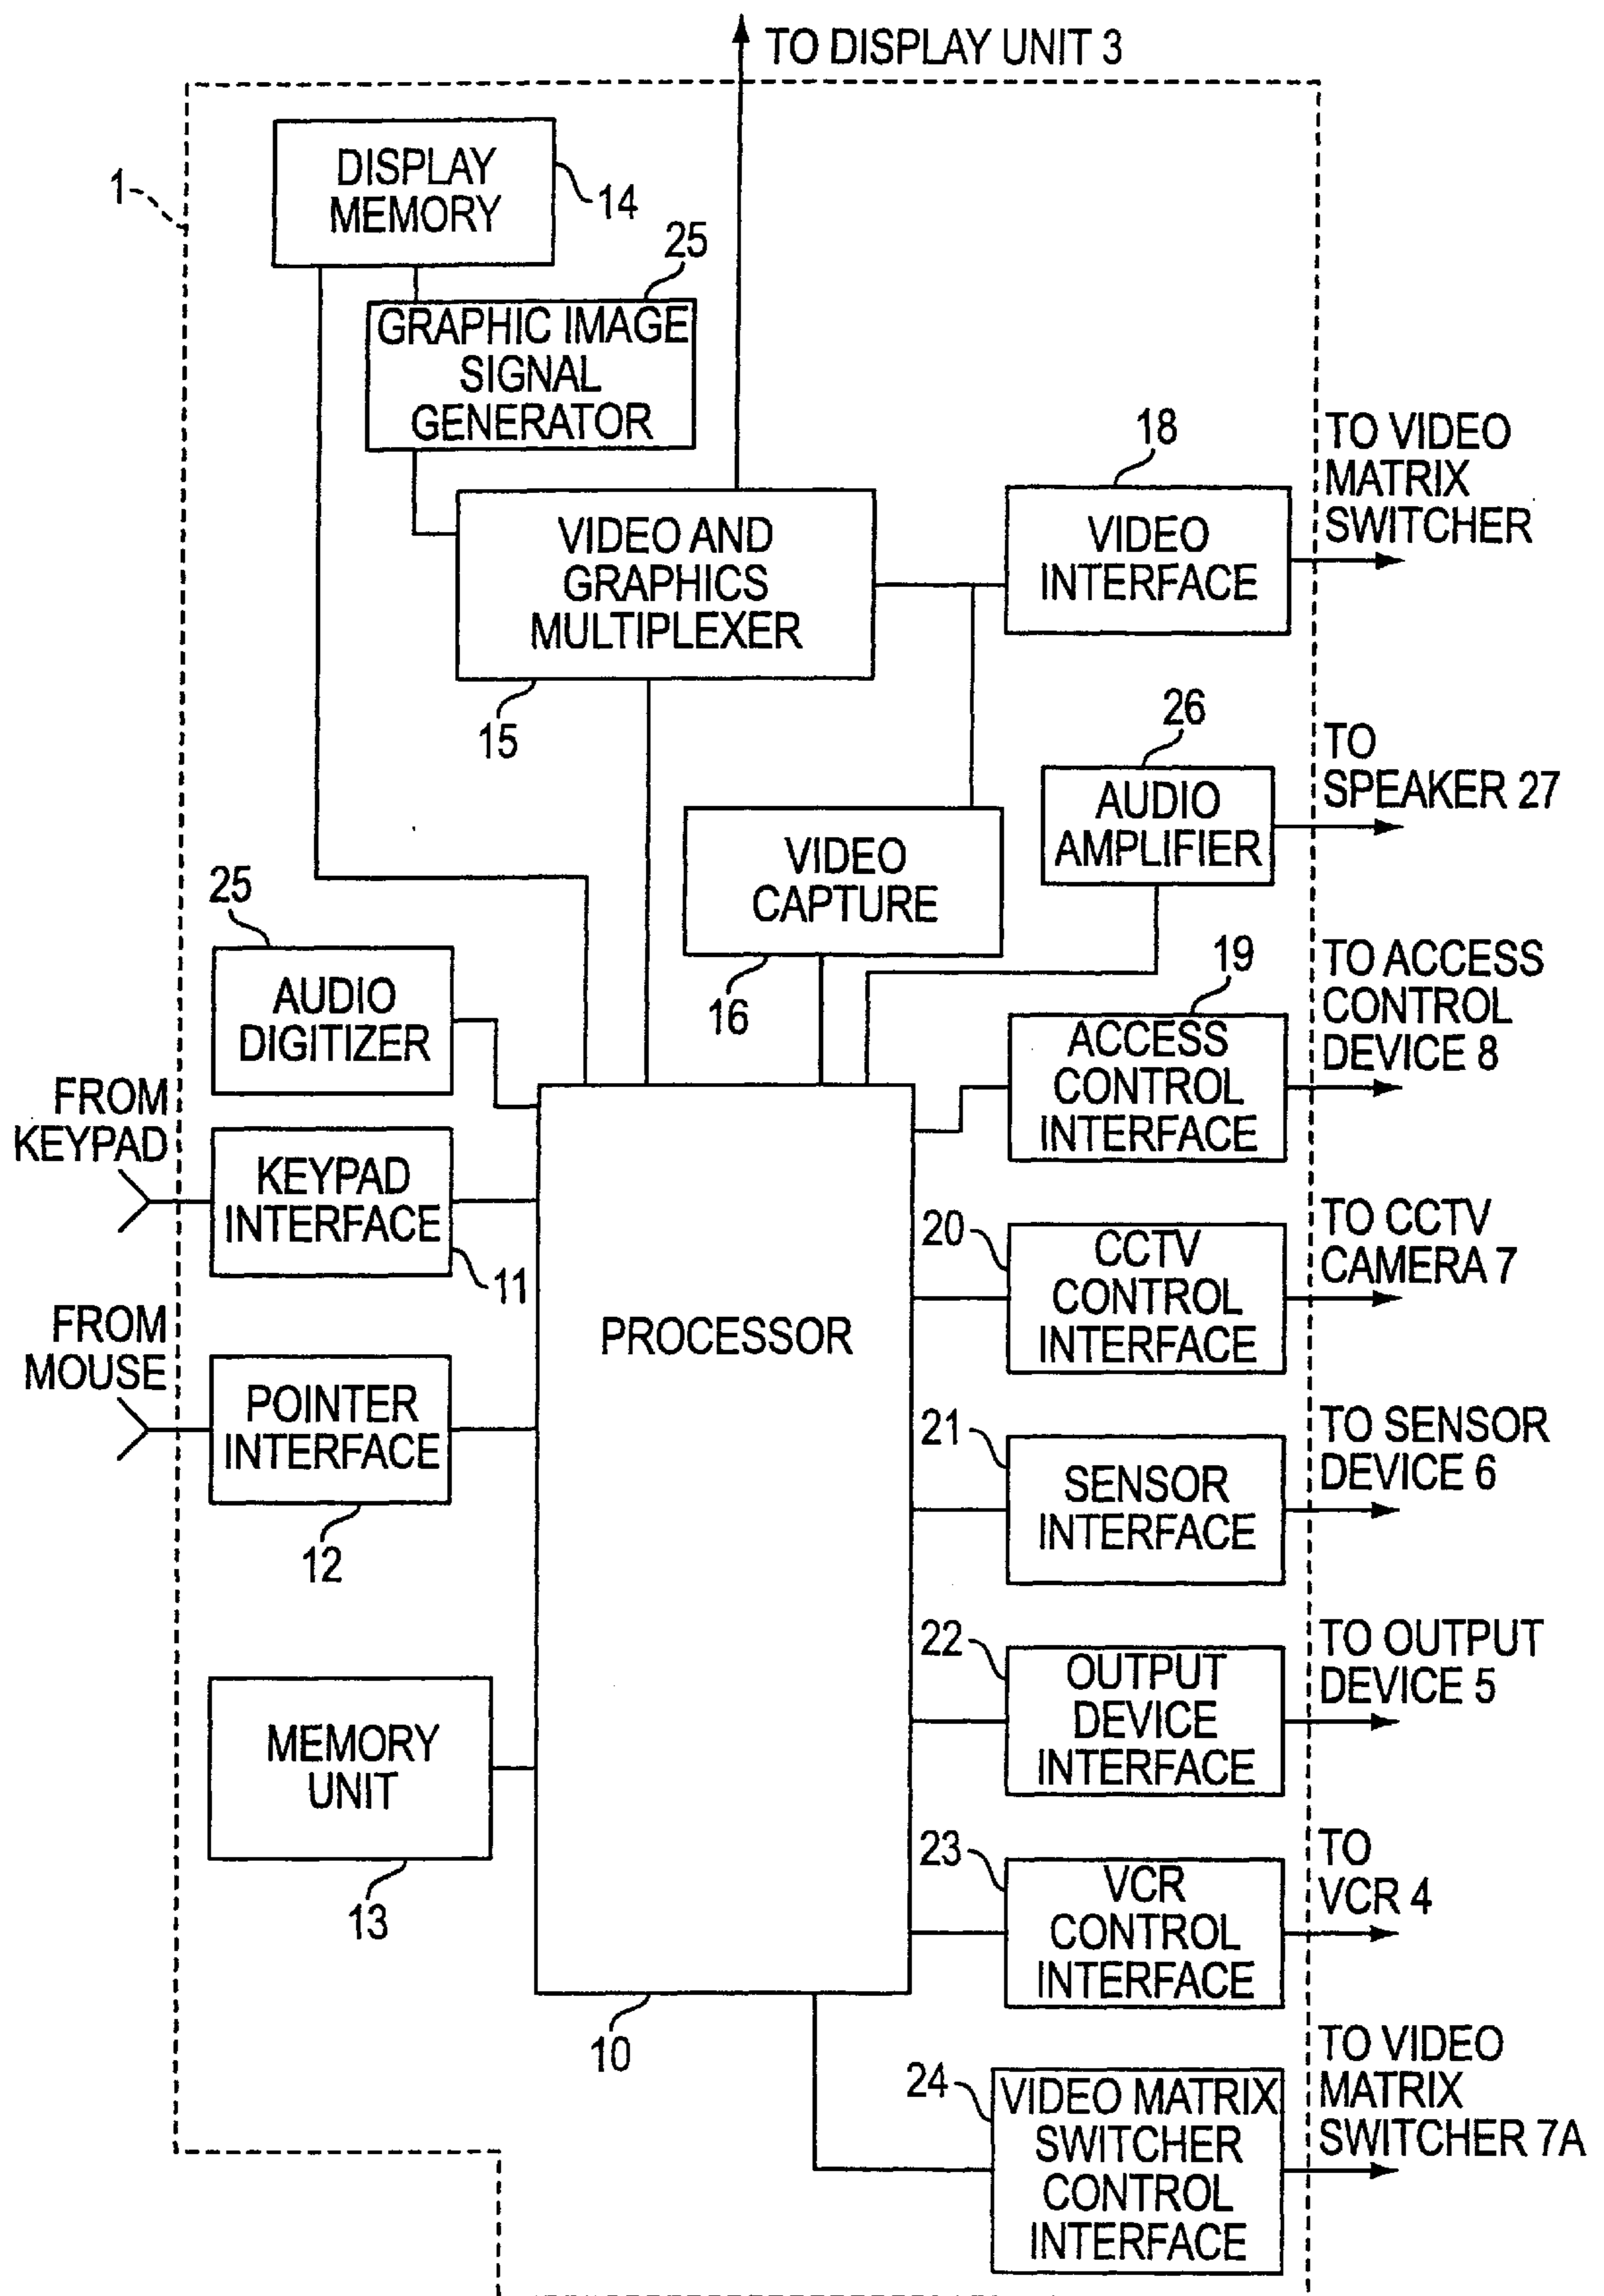 TO DISPLAY UNIT 3
1
DISPLAY
MEMORY
14
25
GRAPHIC IMAGE
SIGNAL
GENERATOR
18
TO VIDEO
MATRIX
SWITCHER
VIDEO AND
GRAPHICS
MULTIPLEXER
VIDEO
INTERFACE
15
26
TO
SPEAKER 27
AUDIO
AMPLIFIER
VIDEO
CAPTURE
16
25
AUDIO
DIGITIZER
19
TO ACCESS
CONTROL
DEVICE 8
ACCESS
CONTROL
INTERFACE
FROM
KEYPAD
KEYPAD
INTERFACE
11
PROCESSOR
20
CCTV
CONTROL
INTERFACE
TO CCTV
CAMERA 7
FROM
MOUSE
POINTER
INTERFACE
12
21
SENSOR
INTERFACE
TO SENSOR
DEVICE 6
22
OUTPUT
DEVICE
INTERFACE
TO OUTPUT
DEVICE 5
MEMORY
UNIT
13
23
VCR
CONTROL
INTERFACE
TO
VCR 4
10
24
VIDEO MATRIX
SWITCHER
CONTROL
INTERFACE
TO VIDEO
MATRIX
SWITCHER 7A